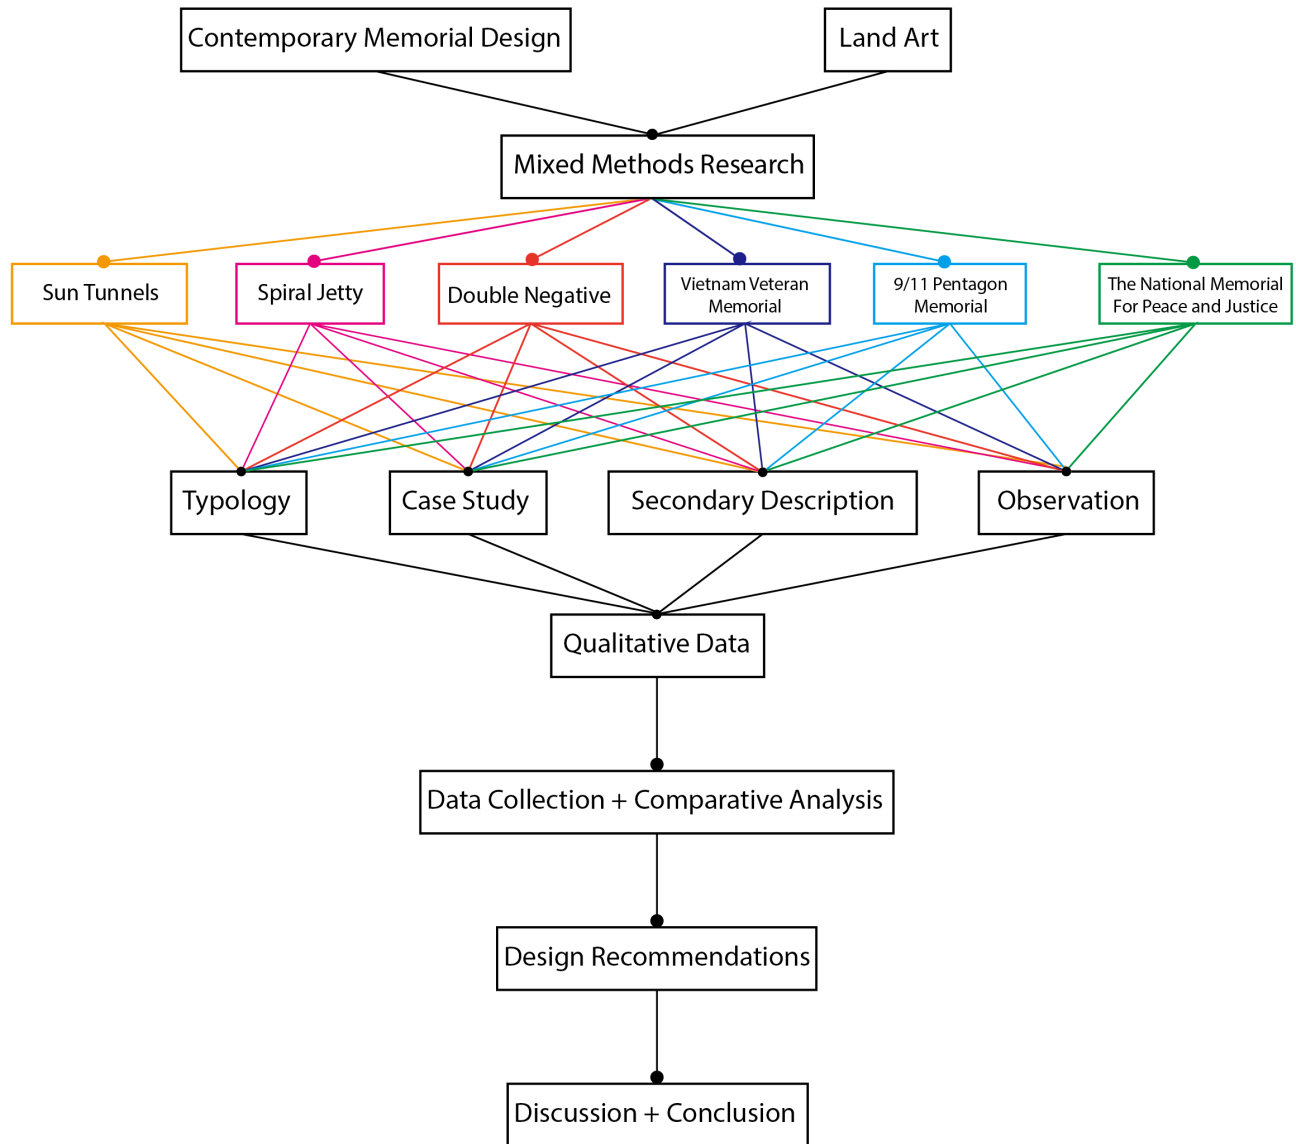 Contemporary Memorial Design
Land Art
Mixed Methods Research
Sun Tunnels
Spiral Jetty
Double Negative
Vietnam Veteran
Memorial
9/11 Pentagon
Memorial
The National Memorial
For Peace and Justice
Typology
Case Study
Secondary Description
Observation
Qualitative Data
Data Collection + Comparative Analysis
Design Recommendations
Discussion + Conclusion